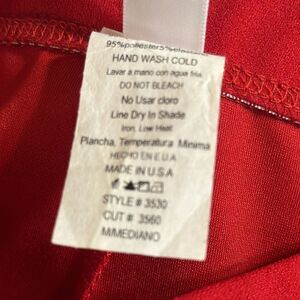 95%poliester5%
HAND WASH COLD
Lavar a mano con agua fria
DO NOT BLEACH
No Usar cloro
Line Dry In Shade
Iron, Low Heat
Plancha, Temperatura Minima
HECHO EN E.U.A
MADE IN U.S.A
STYLE # 3530
CUT # 3560
M/MEDIANO